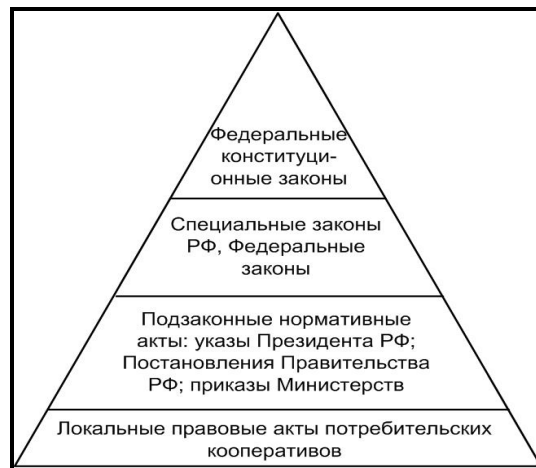 Федеральные
конституци-
онные законы
Специальные законы
РФ, Федеральные
законы
Подзаконные нормативные
акты: указы Президента РФ;
Постановления Правительства
РФ; приказы Министерств
Локальные правовые акты потребительских
кооперативов